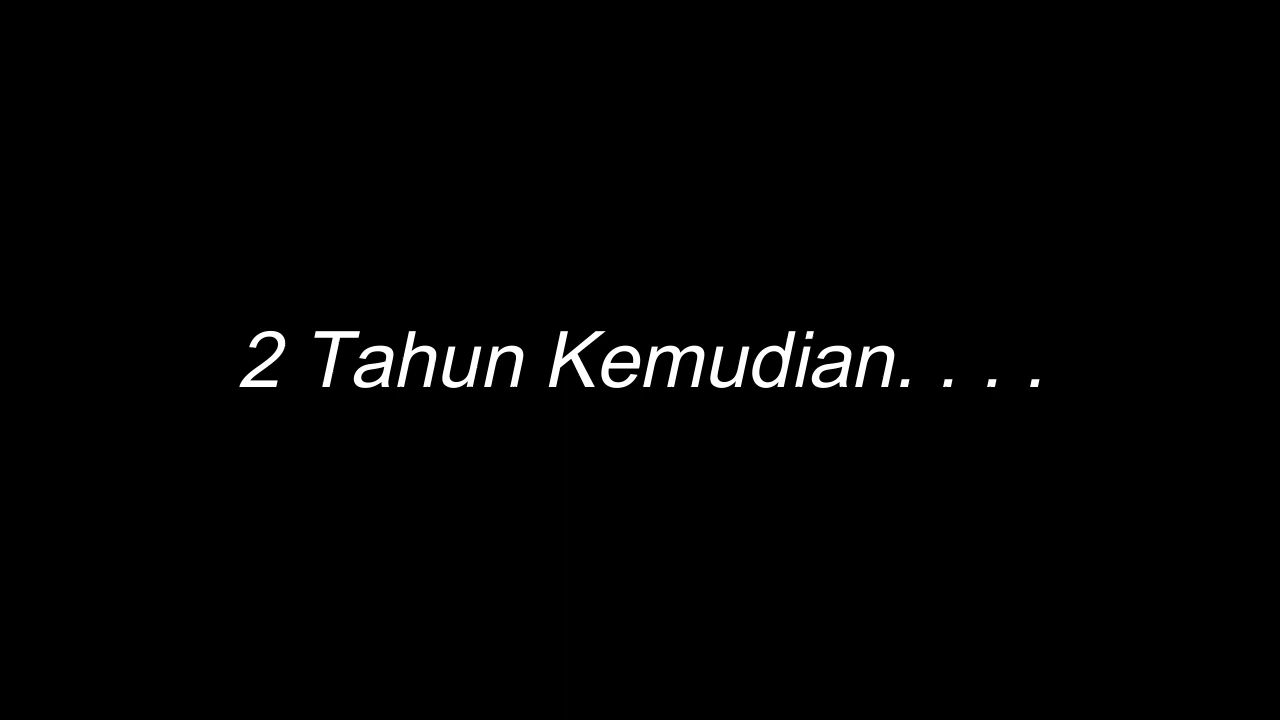 2 Tahun Kemudian. . . .